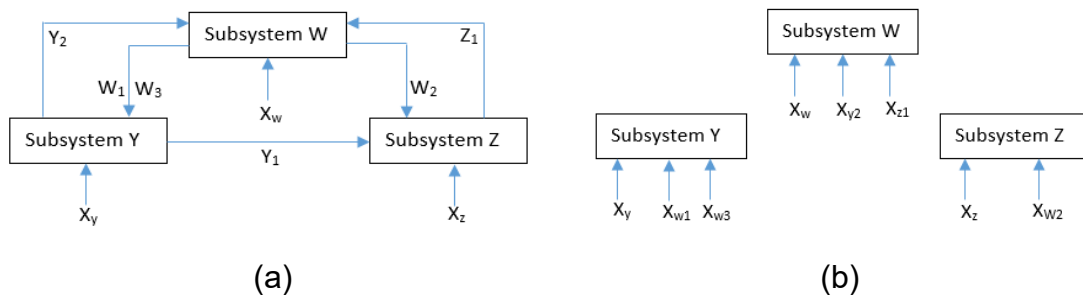 Y₂
Subsystem W
Z₁
W₁ W₃
W₂
Xw
Subsystem Y
Subsystem Z
Y₁
Xy
Xz
(a)
Subsystem W
Xw Xy2 Xz1
Subsystem Y
Subsystem Z
Xy Xw1 Xw3
Xz XW2
(b)